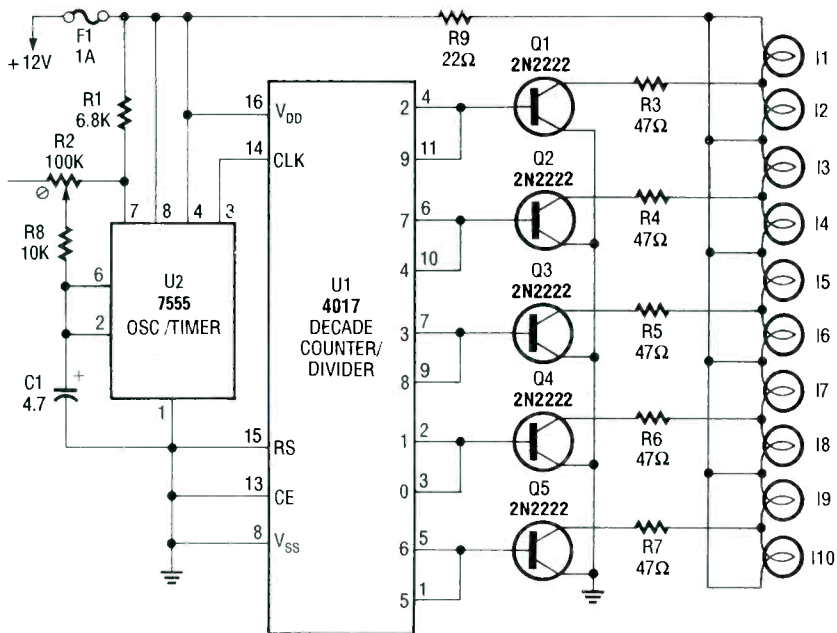 F1
1A
+12V
R1
6.8K
R2
100K
R8
10K
C1
+
4.7
7
8
4
3
6
2
1
U2
7555
OSC/TIMER
16
V_DD
14
CLK
15
RS
13
CE
8
V_SS
U1
4017
DECADE
COUNTER/
DIVIDER
2
4
9
11
7
6
4
10
3
7
8
9
1
2
0
3
6
5
5
1
R9
22Ω
Q1
2N2222
Q2
2N2222
Q3
2N2222
Q4
2N2222
Q5
2N2222
R3
47Ω
R4
47Ω
R5
47Ω
R6
47Ω
R7
47Ω
I1
I2
I3
I4
I5
I6
I7
I8
I9
I10